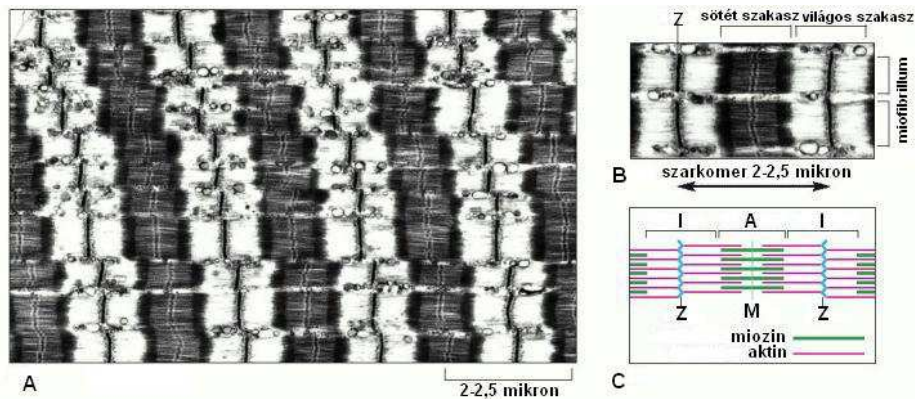 A
2-2,5 mikron
Z
sötét szakasz
világos szakasz
miofibrillum
B
szarkomer 2-2,5 mikron
I
A
I
Z
M
Z
miozin
aktin
C